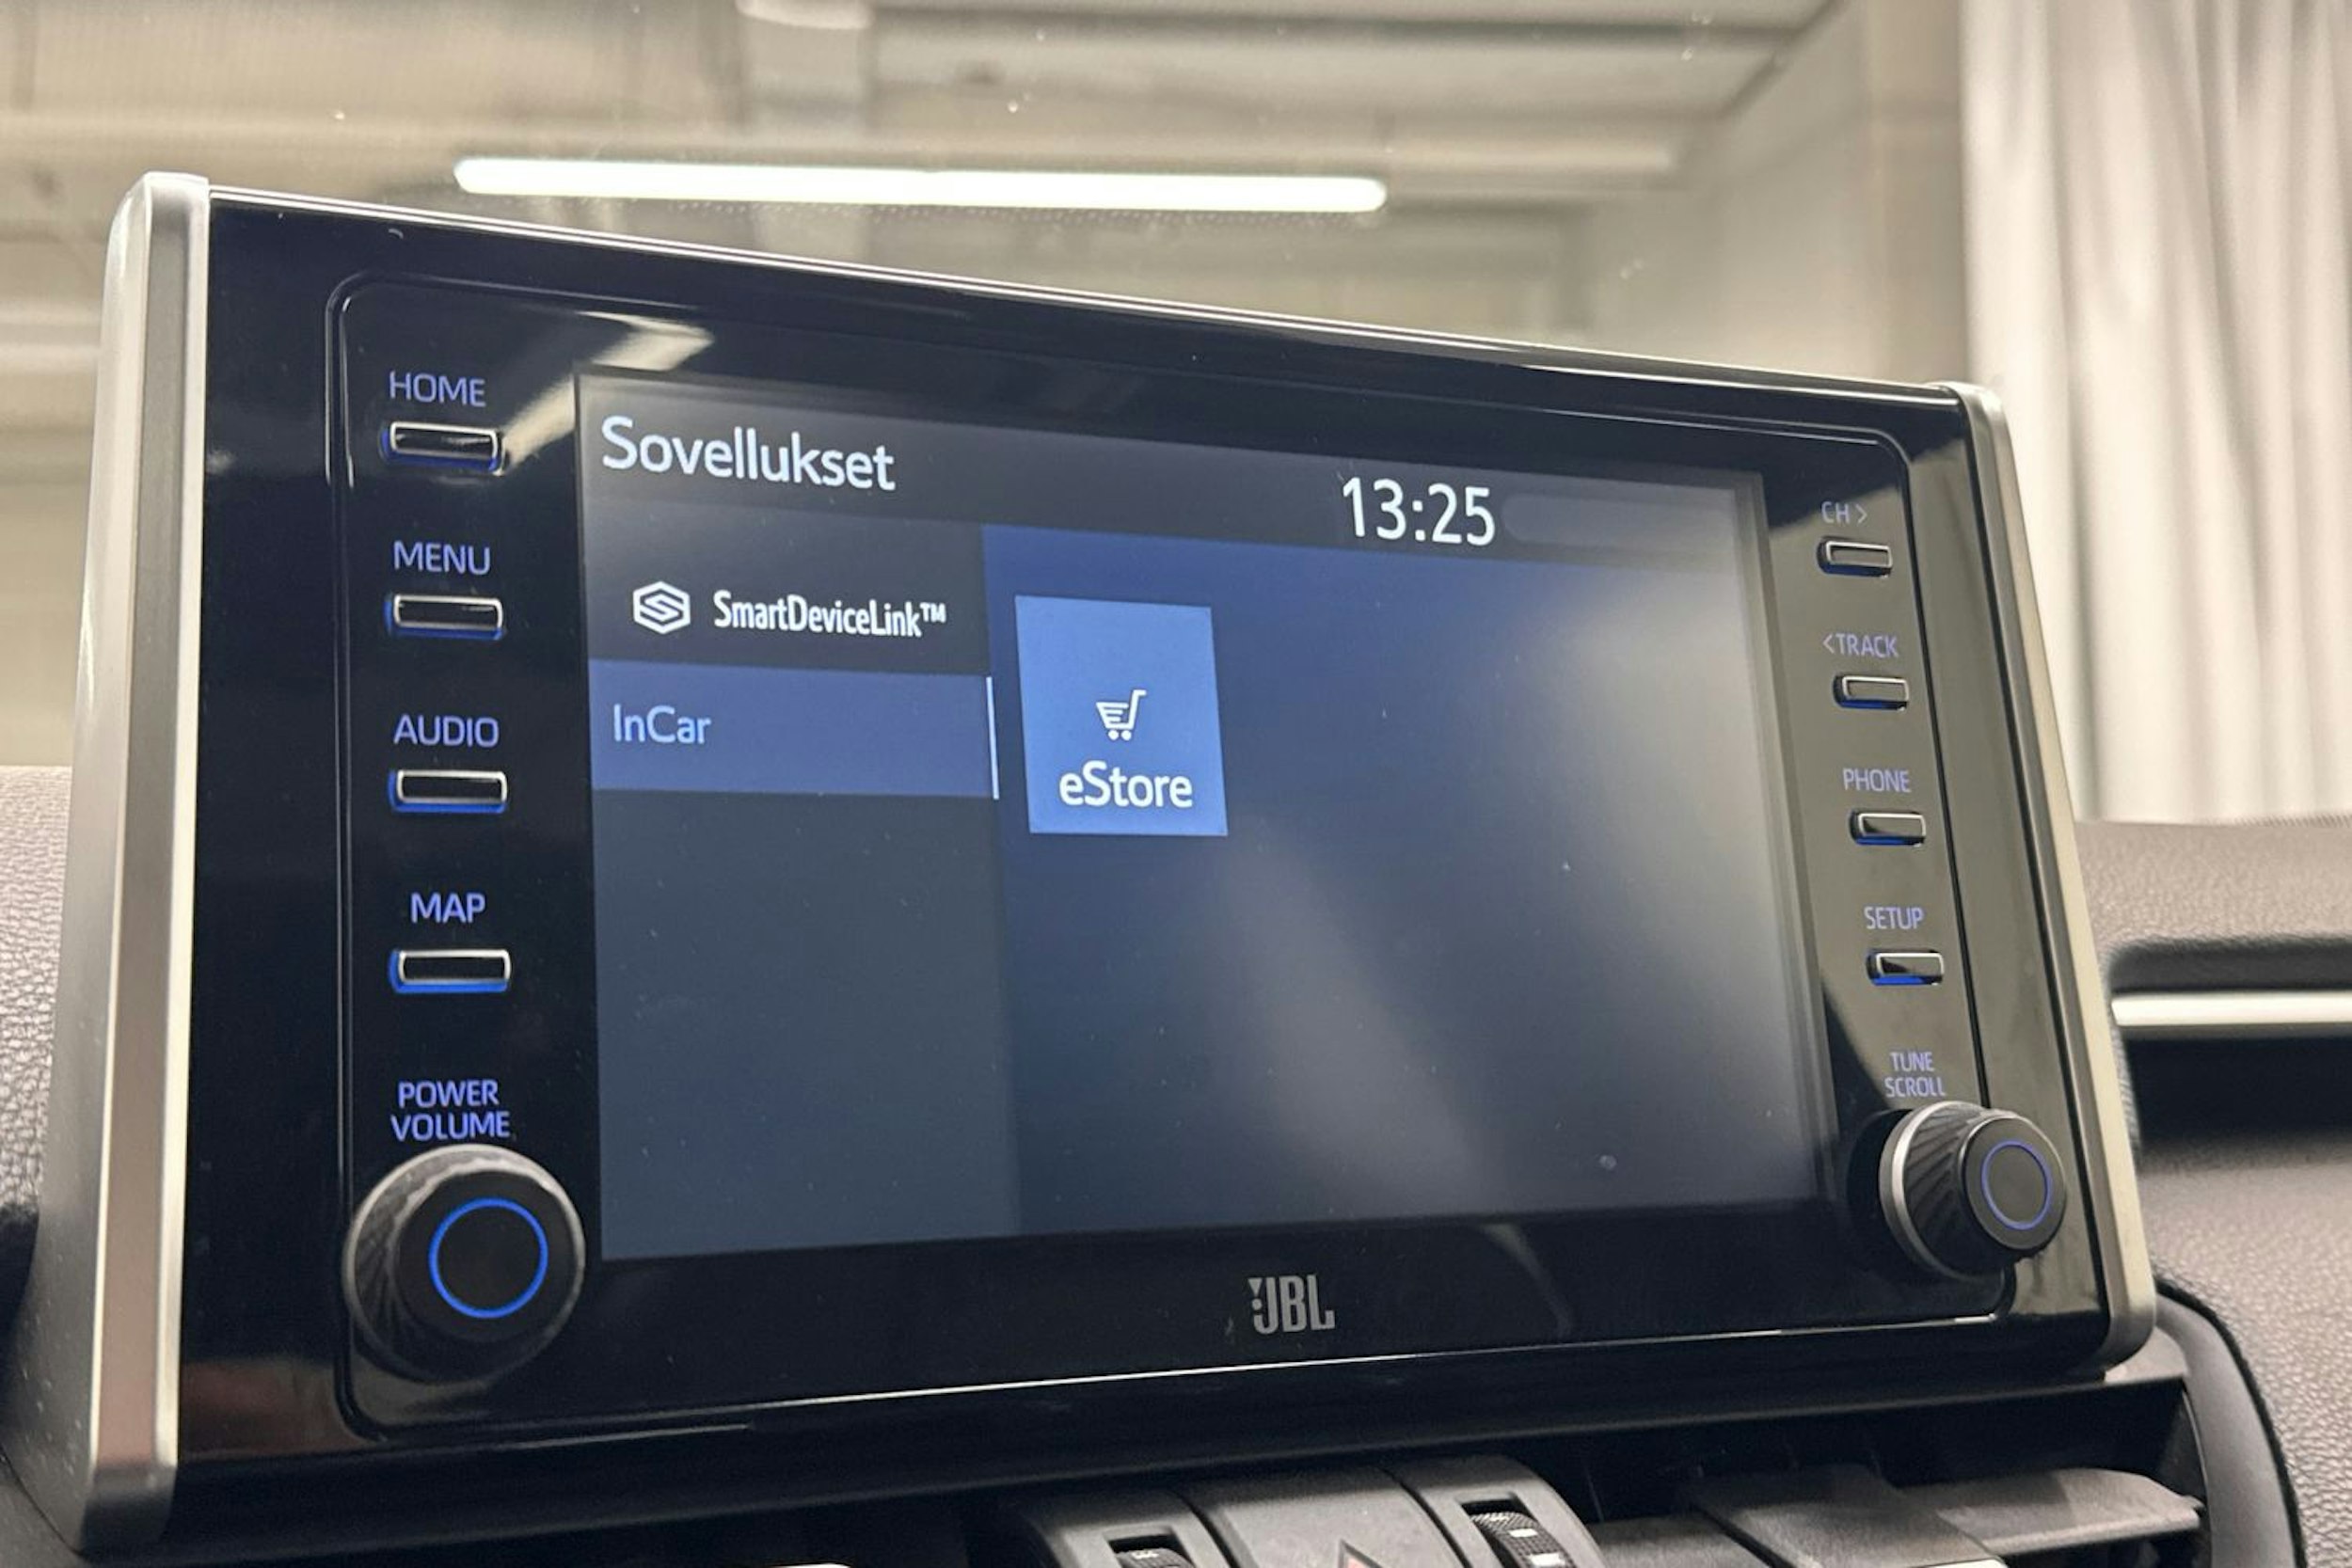 HOME
MENU
AUDIO
MAP
POWER
VOLUME
Sovellukset
13:25
SmartDeviceLink™
InCar
eStore
CH >
<TRACK
PHONE
SETUP
TUNE
SCROLL
JBL